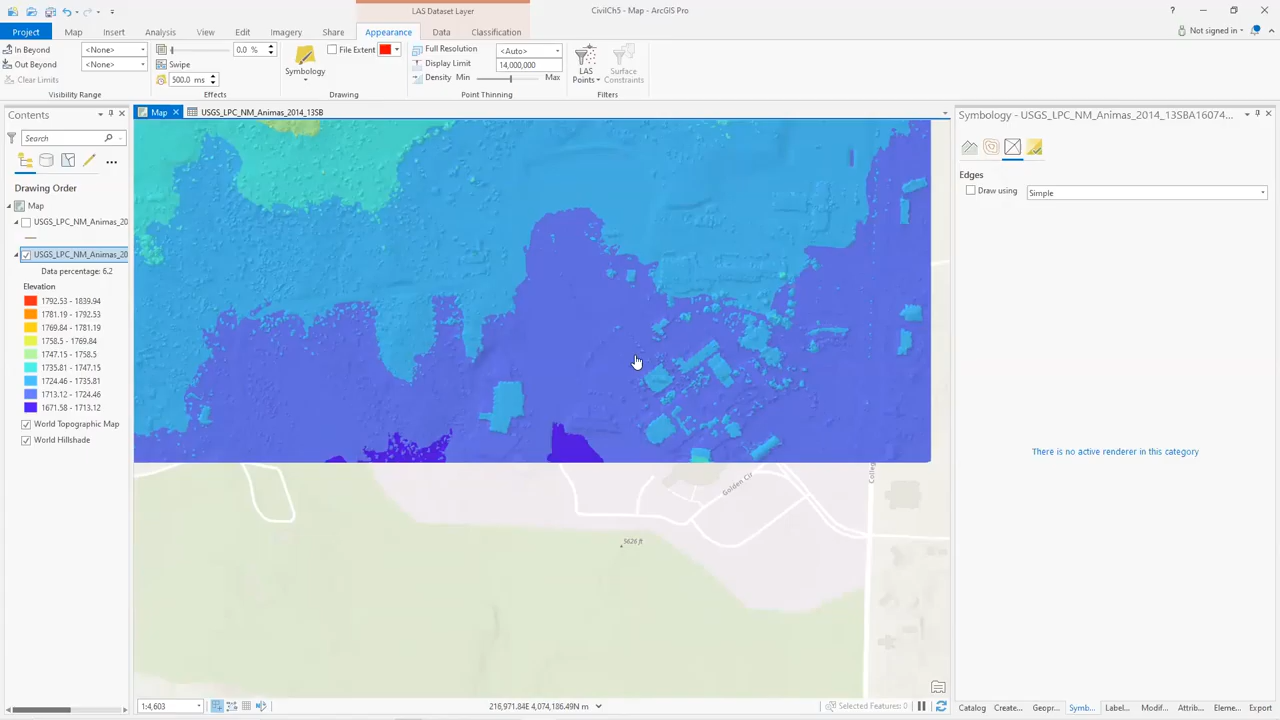 LAS Dataset Layer
CivilCh5 - Map - ArcGIS Pro
?
Project Map Insert Analysis View Edit Imagery Share Appearance Data Classification
Not signed in
In Beyond <None>
Out Beyond <None>
Clear Limits
Visibility Range
0.0 %
Swipe
500.0 ms
Effects
File Extent
Symbology
Drawing
Full Resolution <Auto>
Display Limit 14,000,000
Density Min Max
Point Thinning
LAS Points
Surface Constraints
Filters
Contents
Search
Drawing Order
Map
USGS_LPC_NM_Animas_20
USGS_LPC_NM_Animas_20
Data percentage: 6.2
Elevation
1792.53 - 1839.94
1781.19 - 1792.53
1769.84 - 1781.19
1758.5 - 1769.84
1747.15 - 1758.5
1735.81 - 1747.15
1724.46 - 1735.81
1713.12 - 1724.46
1671.58 - 1713.12
World Topographic Map
World Hillshade
Map USGS_LPC_NM_Animas_2014_13SB
Golden Cir
Colleg
5626 ft
1:4,603
216,971.84E 4,074,186.49N m
Selected Features: 0
Symbology - USGS_LPC_NM_Animas_2014_13SBA16074...
Edges
Draw using Simple
There is no active renderer in this category
Catalog Create... Geopr... Symb... Label... Modif... Attrib... Eleme... Export